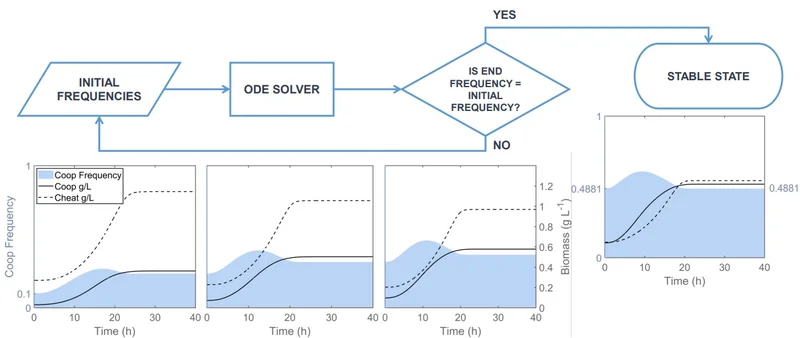 YES
INITIAL
FREQUENCIES
ODE SOLVER
IS END
FREQUENCY =
INITIAL
FREQUENCY?
STABLE STATE
NO
1
Coop Frequency
Coop g/L
Cheat g/L
Coop Frequency
0.1
0
0 10 20 30 40
Time (h)
0 10 20 30 40
Time (h)
0 10 20 30 40
Time (h)
1.2
1
0.8
0.6
0.4
0.2
0
Biomass (g L-1)
1
0.4881
0
0.4881
0 10 20 30 40
Time (h)